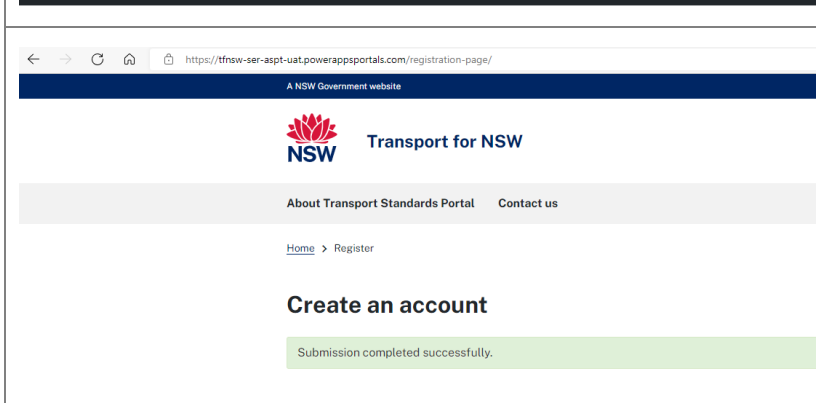 https://tfnsw-ser-aspt-uat.powerappsportals.com/registration-page/
A NSW Government website
NSW
Transport for NSW
About Transport Standards Portal Contact us
Home > Register
Create an account
Submission completed successfully.